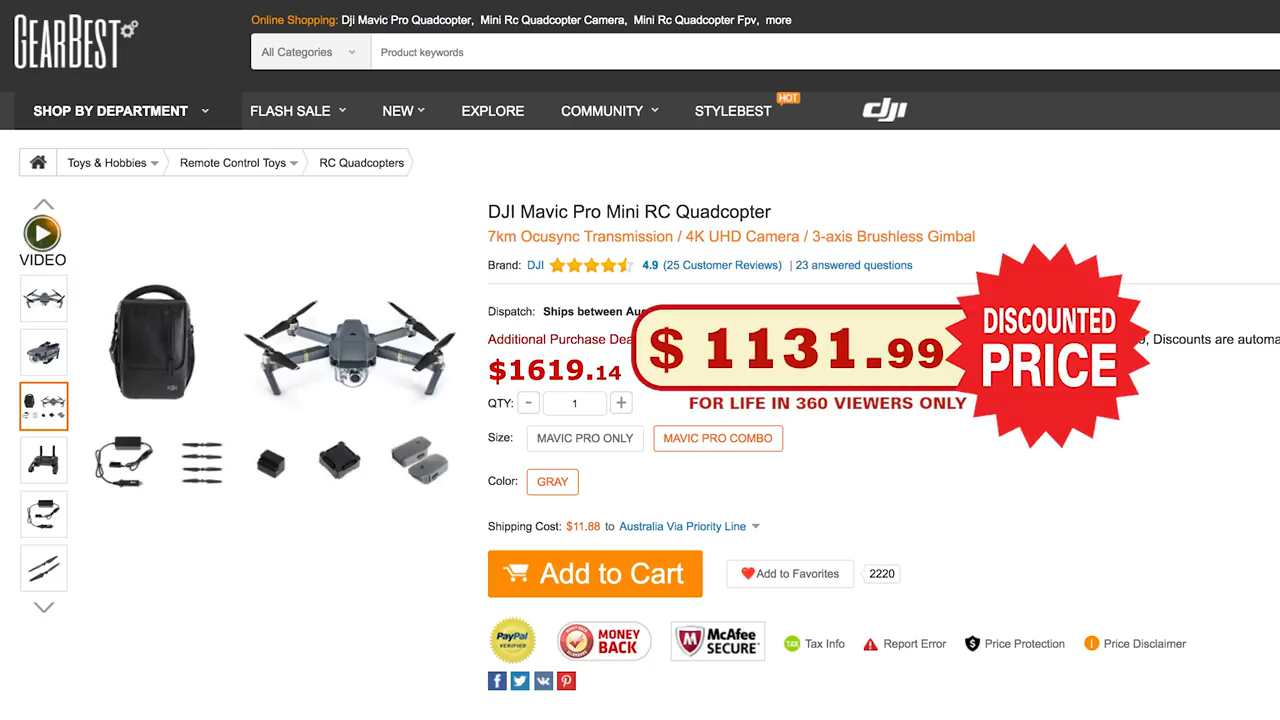 GEARBEST
Online Shopping: Dji Mavic Pro Quadcopter, Mini Rc Quadcopter Camera, Mini Rc Quadcopter Fpv, more
All Categories
Product keywords
SHOP BY DEPARTMENT
FLASH SALE
NEW
EXPLORE
COMMUNITY
STYLEBEST
HOT
dji
Toys & Hobbies
Remote Control Toys
RC Quadcopters
VIDEO
DJI Mavic Pro Mini RC Quadcopter
7km Ocusync Transmission / 4K UHD Camera / 3-axis Brushless Gimbal
Brand: DJI 4.9 (25 Customer Reviews) | 23 answered questions
Dispatch: Ships between
Additional Purchase
, Discounts are
$1619.14
$ 1131.99
DISCOUNTED
PRICE
FOR LIFE IN 360 VIEWERS ONLY
QTY: - 1 +
Size: MAVIC PRO ONLY MAVIC PRO COMBO
Color: GRAY
Shipping Cost: $11.88 to Australia Via Priority Line
Add to Cart
Add to Favorites
2220
PayPal
VERIFIED
MONEY
BACK
McAfee
SECURE
TAX
Tax Info
Report Error
Price Protection
Price Disclaimer